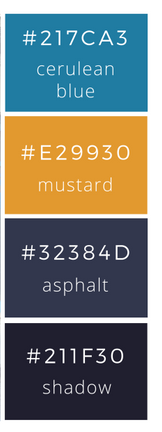 #217CA3
cerulean
blue
#E29930
mustard
#32384D
asphalt
#211F30
shadow